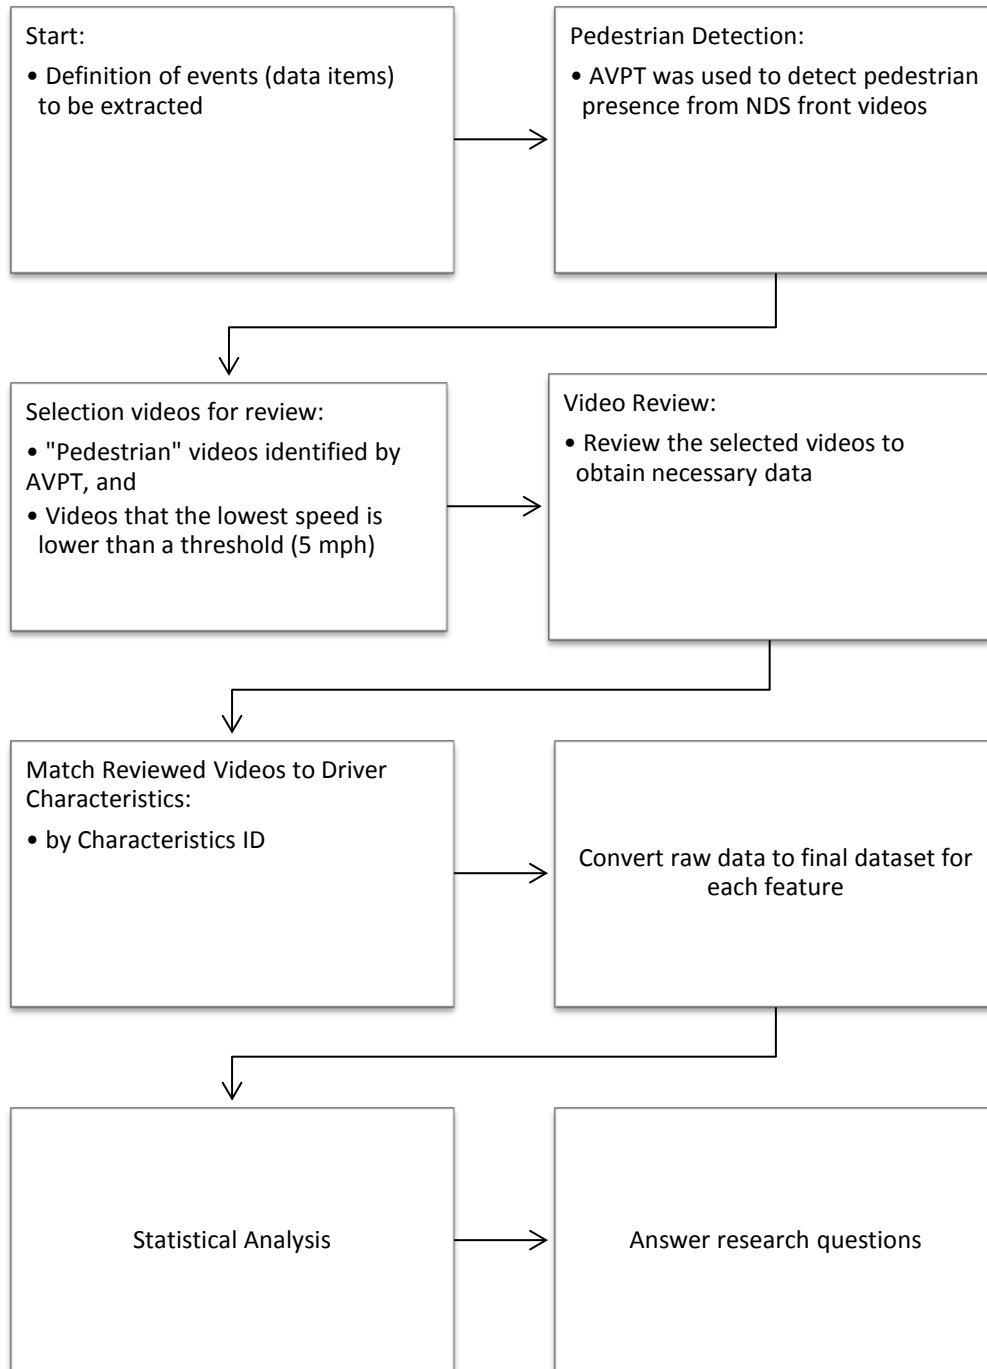 Start:
• Definition of events (data items)
to be extracted
Pedestrian Detection:
• AVPT was used to detect pedestrian
presence from NDS front videos
Selection videos for review:
• "Pedestrian" videos identified by
AVPT, and
• Videos that the lowest speed is
lower than a threshold (5 mph)
Video Review:
• Review the selected videos to
obtain necessary data
Match Reviewed Videos to Driver
Characteristics:
• by Characteristics ID
Convert raw data to final dataset for
each feature
Statistical Analysis
Answer research questions